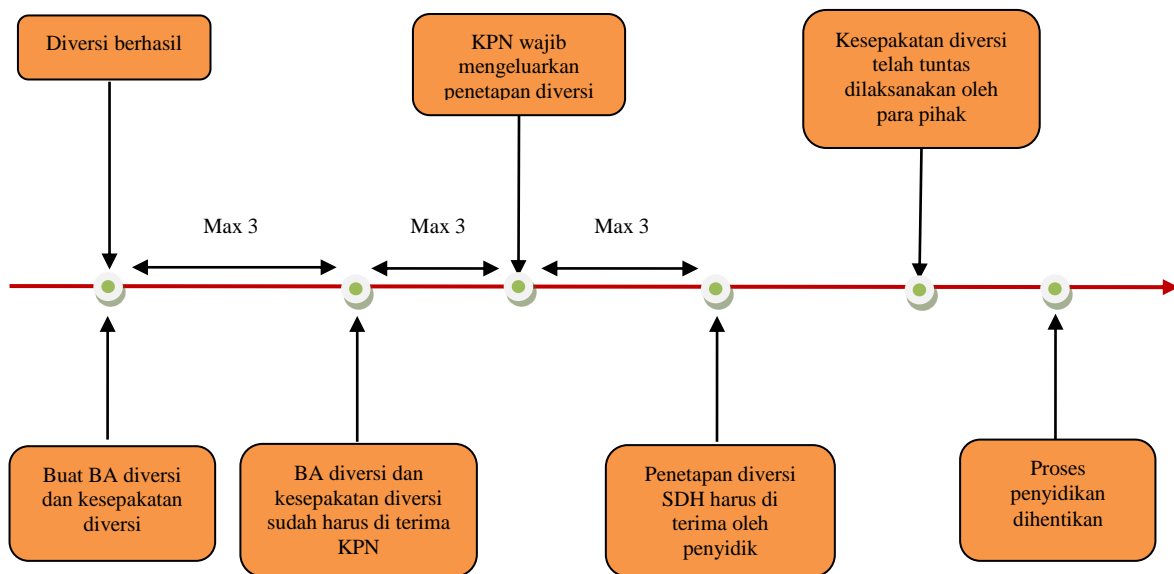 Diversi berhasil
KPN wajib
mengeluarkan
penetapan diversi
Kesepakatan diversi
telah tuntas
dilaksanakan oleh
para pihak
Max 3
Max 3
Max 3
Buat BA diversi
dan kesepakatan
diversi
BA diversi dan
kesepakatan diversi
sudah harus di terima
KPN
Penetapan diversi
SDH harus di
terima oleh
penyidik
Proses
penyidikan
dihentikan